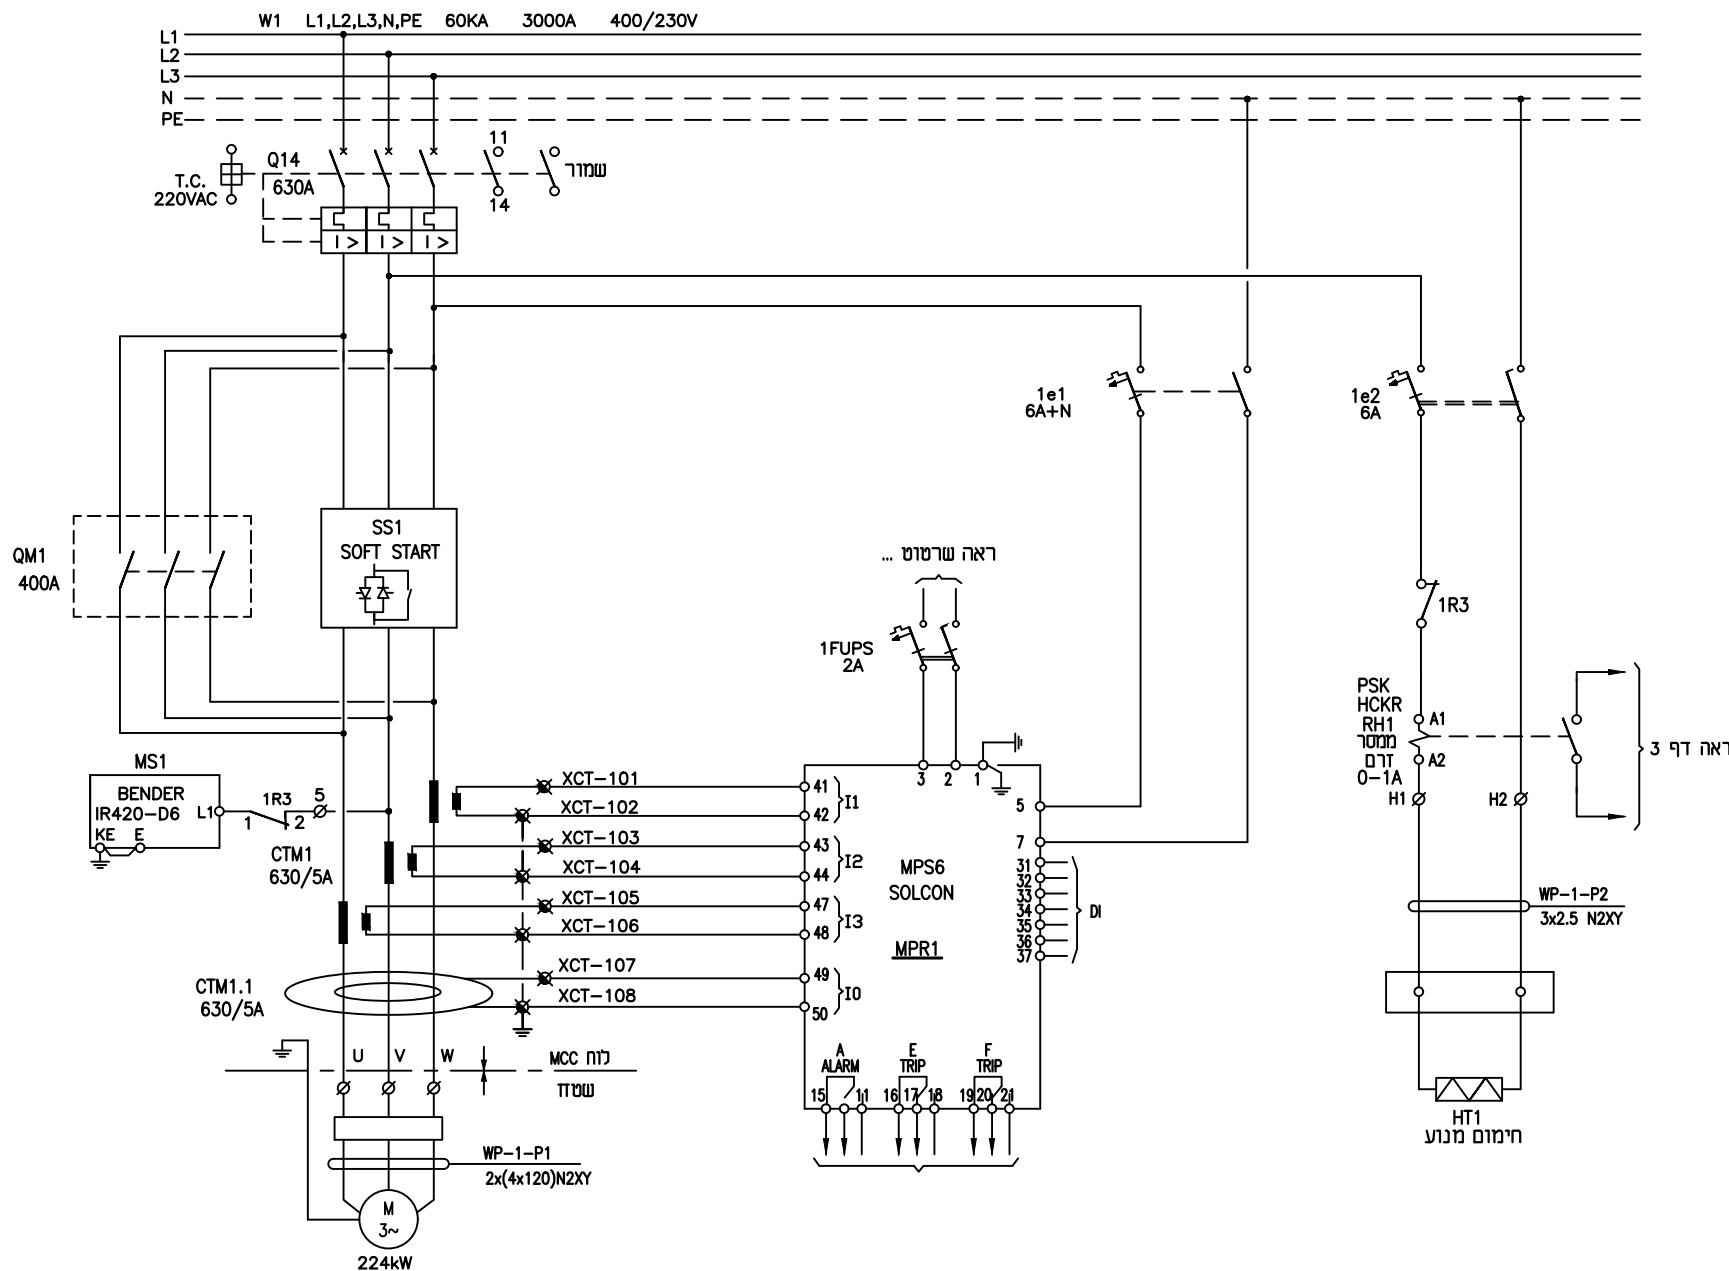 W1 L1,L2,L3,N,PE 60KA 3000A 400/230V
L1
L2
L3
N
PE
T.C.
220VAC
Q14
630A
11
14
שמור
1e1
6A+N
1e2
6A
QM1
400A
SS1
SOFT START
ראה שרטוט ...
1FUPS
2A
1R3
PSK
HCKR
RH1
ממסר
זרם
0-1A
A1
A2
ראה דף 3
H1
H2
MS1
BENDER
IR420-D6
L1
KE E
1R3
1 2
5
CTM1
630/5A
CTM1.1
630/5A
XCT-101
XCT-102
XCT-103
XCT-104
XCT-105
XCT-106
XCT-107
XCT-108
41
42
I1
43
44
I2
47
48
I3
49
50
I0
3 2 1
5
7
31
32
33
34
35
36
37
DI
MPS6
SOLCON
MPR1
A
ALARM
E
TRIP
F
TRIP
15 11 16 17 18 19 20 21
U V W
לוח MCC
שטח
WP-1-P1
2x(4x120)N2XY
M
3~
224kW
WP-1-P2
3x2.5 N2XY
HT1
חימום מנוע